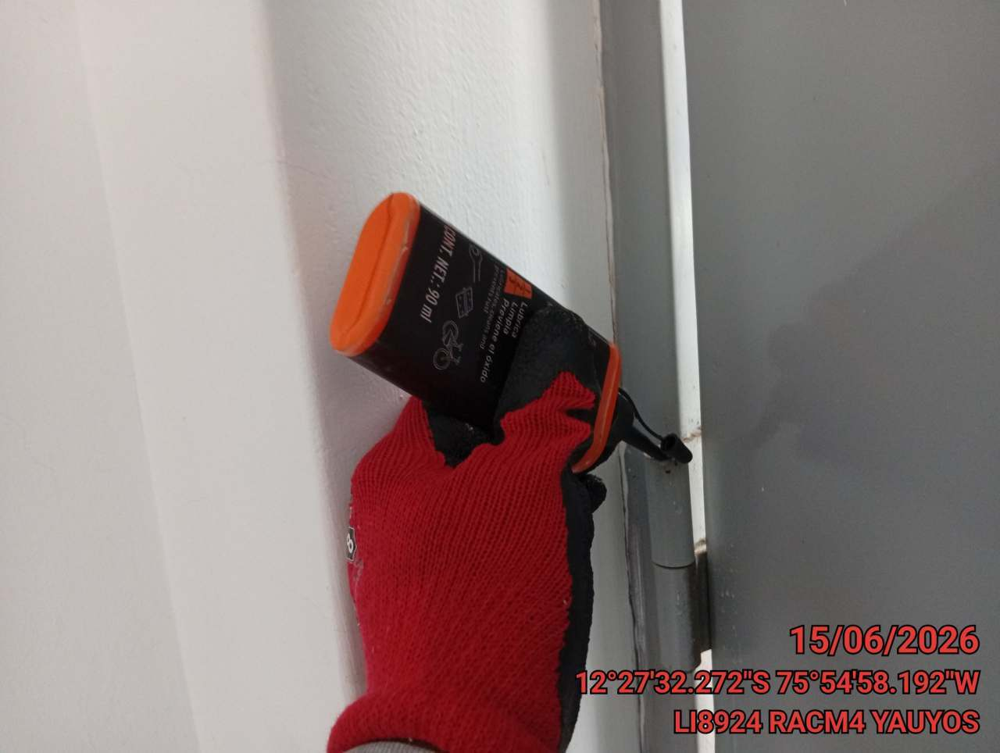 CONT. NET.: 90 ml
Lubrica
Limpia
Previene el óxido
8
15/06/2026
12°27'32.272"S 75°54'58.192"W
LI8924 RACM4 YAUYOS